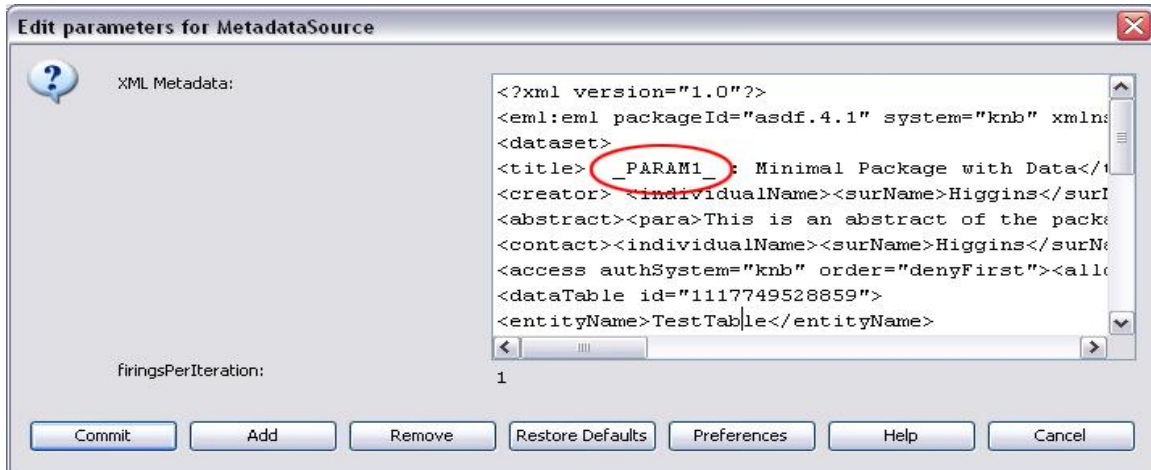 Edit parameters for MetadataSource
XML Metadata:
<?xml version="1.0"?>
<eml:eml packageId="asdf.4.1" system="knb" xmlns
<dataset>
<title> _PARAM1_ : Minimal Package with Data</t
<creator> <individualName><surName>Higgins</surN
<abstract><para>This is an abstract of the packa
<contact><individualName><surName>Higgins</surNa
<access authSystem="knb" order="denyFirst"><allo
<dataTable id="1117749528859">
<entityName>TestTable</entityName>
firingsPerIteration:
1
Commit Add Remove Restore Defaults Preferences Help Cancel